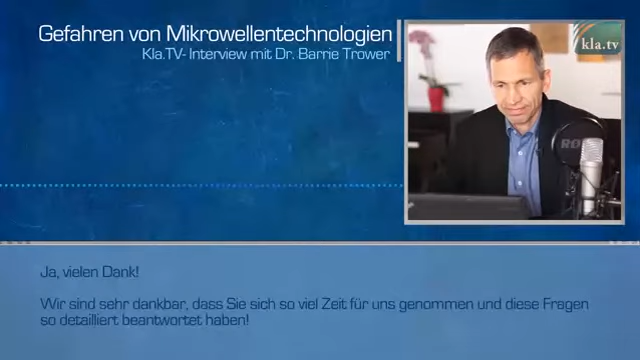 Gefahren von Mikrowellentechnologien
Kla.TV- Interview mit Dr. Barrie Trower
kla.tv
RØDE
Ja, vielen Dank!
Wir sind sehr dankbar, dass Sie sich so viel Zeit für uns genommen und diese Fragen
so detailliert beantwortet haben!